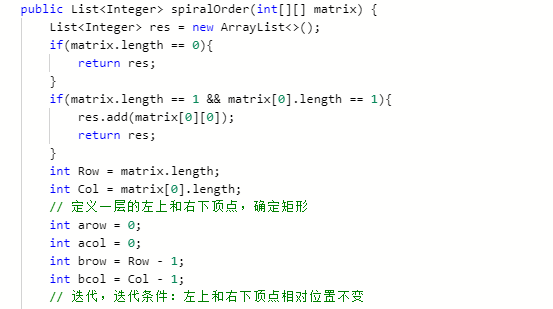 public List<Integer> spiralOrder(int[][] matrix) {
    List<Integer> res = new ArrayList<>();
    if(matrix.length == 0){
        return res;
    }
    if(matrix.length == 1 && matrix[0].length == 1){
        res.add(matrix[0][0]);
        return res;
    }
    int Row = matrix.length;
    int Col = matrix[0].length;
    // 定义一层的左上和右下顶点，确定矩形
    int arow = 0;
    int acol = 0;
    int brow = Row - 1;
    int bcol = Col - 1;
    // 迭代，迭代条件：左上和右下顶点相对位置不变